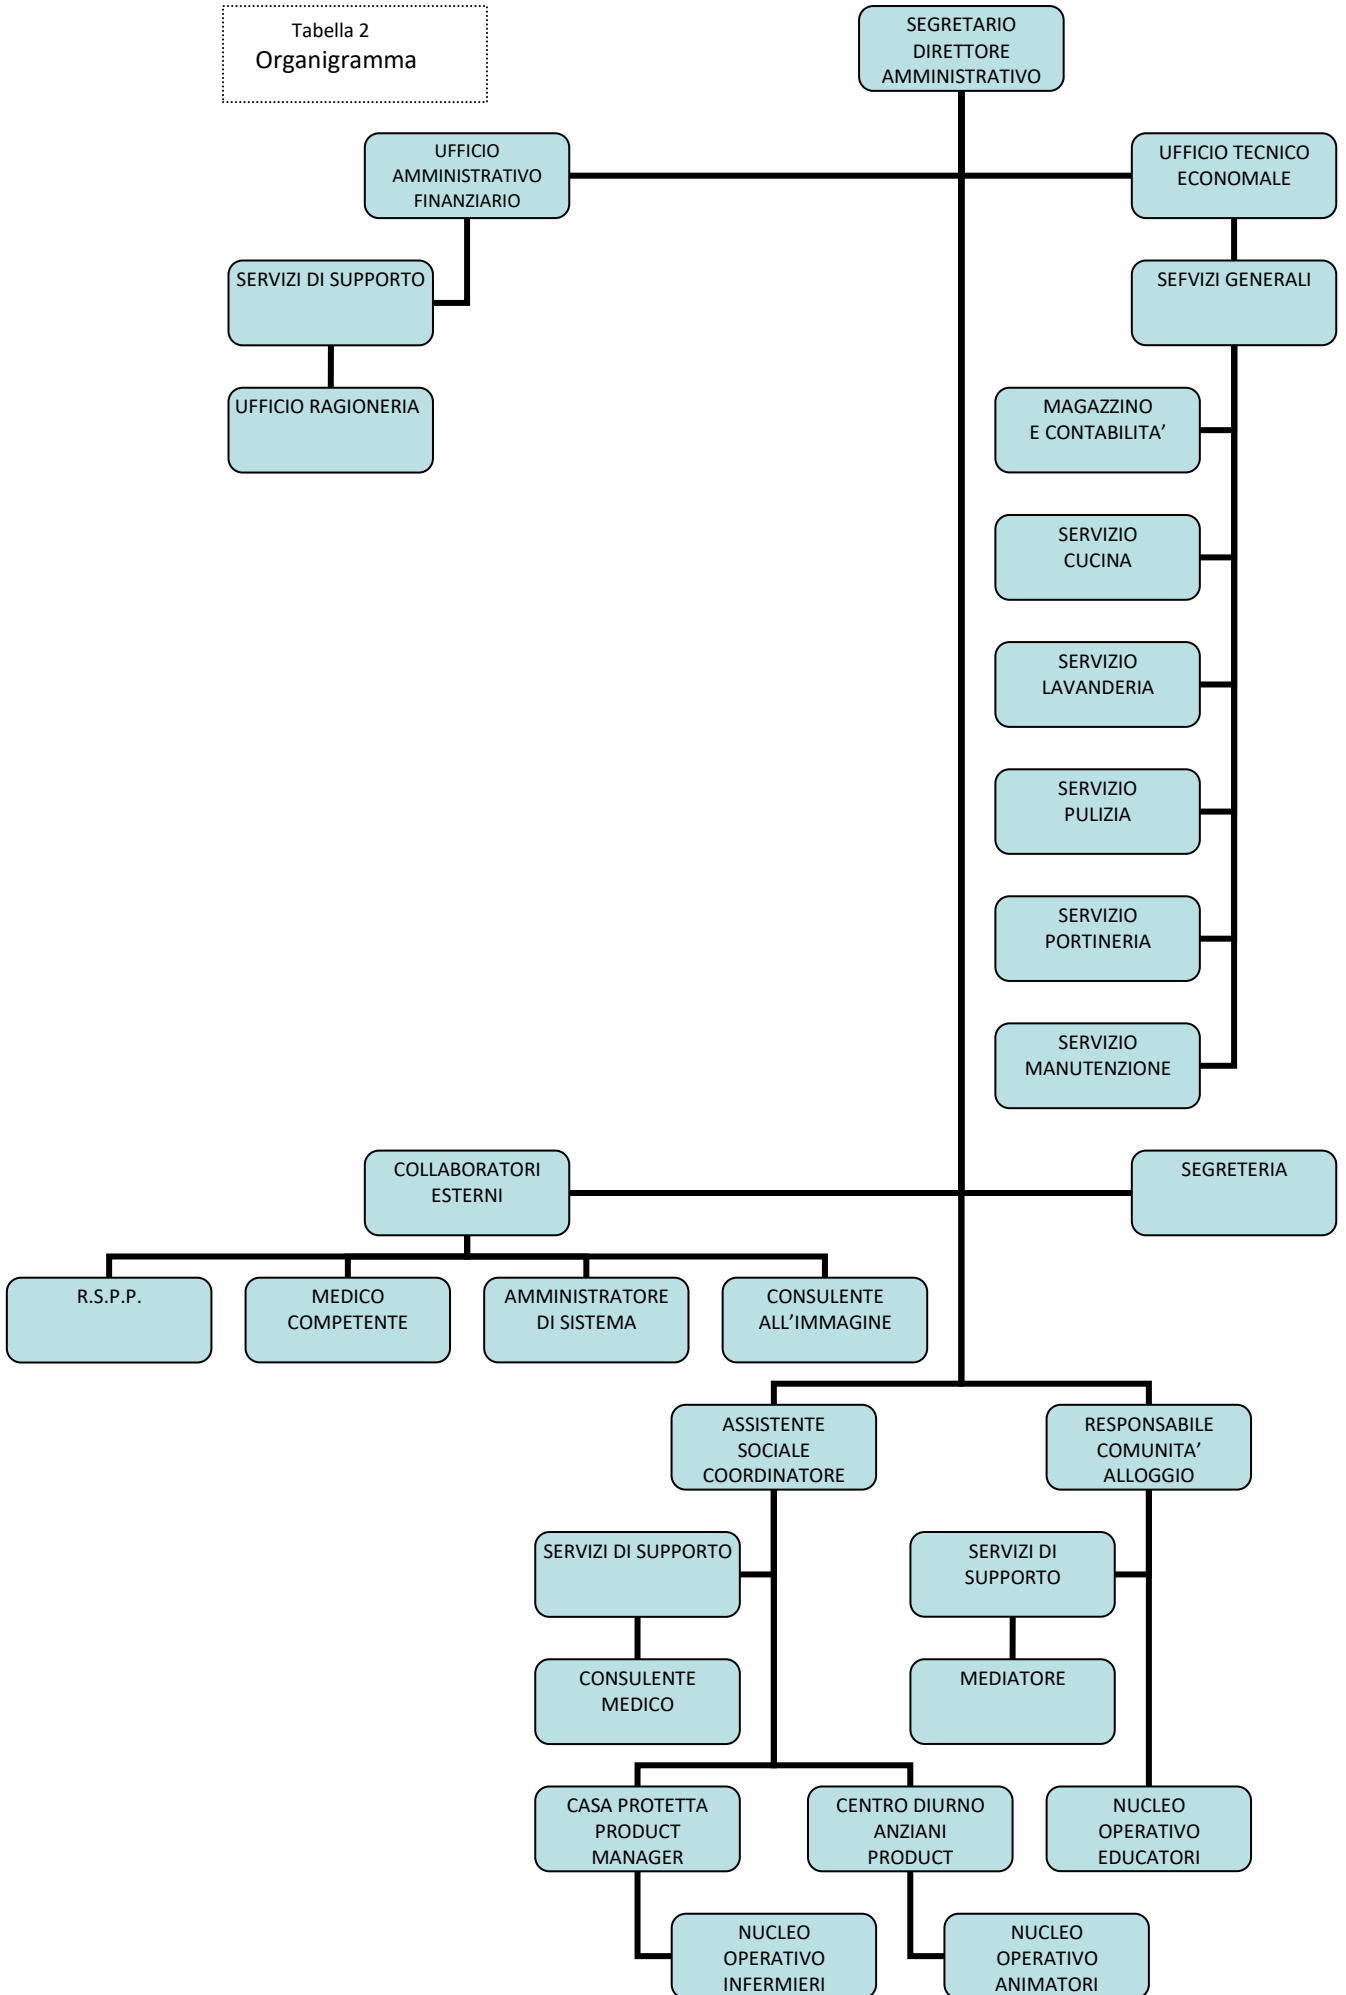 Tabella 2
Organigramma
SEGRETARIO
DIRETTORE
AMMINISTRATIVO
UFFICIO
AMMINISTRATIVO
FINANZIARIO
UFFICIO TECNICO
ECONOMALE
SERVIZI DI SUPPORTO
SEFVIZI GENERALI
UFFICIO RAGIONERIA
MAGAZZINO
E CONTABILITA’
SERVIZIO
CUCINA
SERVIZIO
LAVANDERIA
SERVIZIO
PULIZIA
SERVIZIO
PORTINERIA
SERVIZIO
MANUTENZIONE
COLLABORATORI
ESTERNI
SEGRETERIA
R.S.P.P.
MEDICO
COMPETENTE
AMMINISTRATORE
DI SISTEMA
CONSULENTE
ALL’IMMAGINE
ASSISTENTE
SOCIALE
COORDINATORE
RESPONSABILE
COMUNITA’
ALLOGGIO
SERVIZI DI SUPPORTO
SERVIZI DI
SUPPORTO
CONSULENTE
MEDICO
MEDIATORE
CASA PROTETTA
PRODUCT
MANAGER
CENTRO DIURNO
ANZIANI
PRODUCT
NUCLEO
OPERATIVO
EDUCATORI
NUCLEO
OPERATIVO
INFERMIERI
NUCLEO
OPERATIVO
ANIMATORI